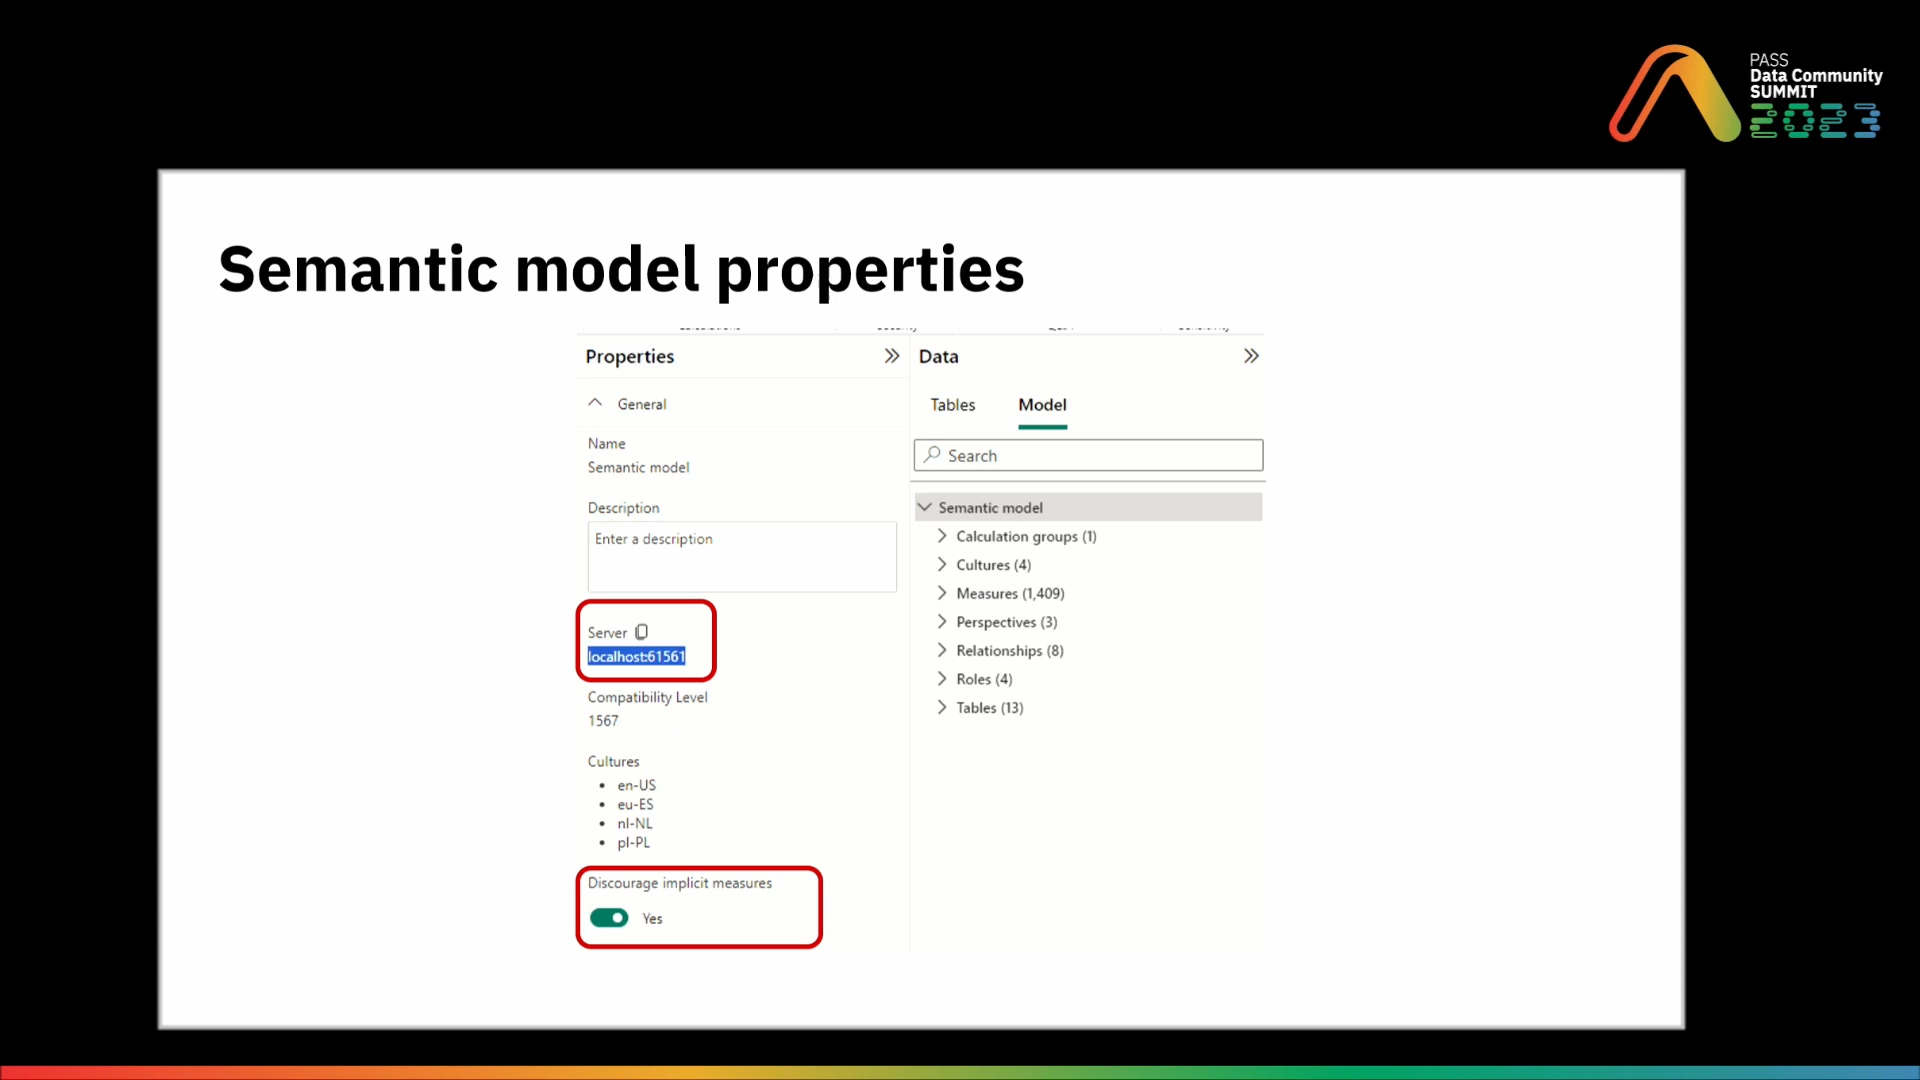 PASS
Data Community
SUMMIT
2023
Semantic model properties
Properties
Data
General
Tables
Model
Name
Semantic model
Search
Description
Enter a description
Semantic model
Calculation groups (1)
Cultures (4)
Measures (1,409)
Perspectives (3)
Relationships (8)
Roles (4)
Tables (13)
Server
localhost:61561
Compatibility Level
1567
Cultures
• en-US
• eu-ES
• nl-NL
• pl-PL
Discourage implicit measures
Yes